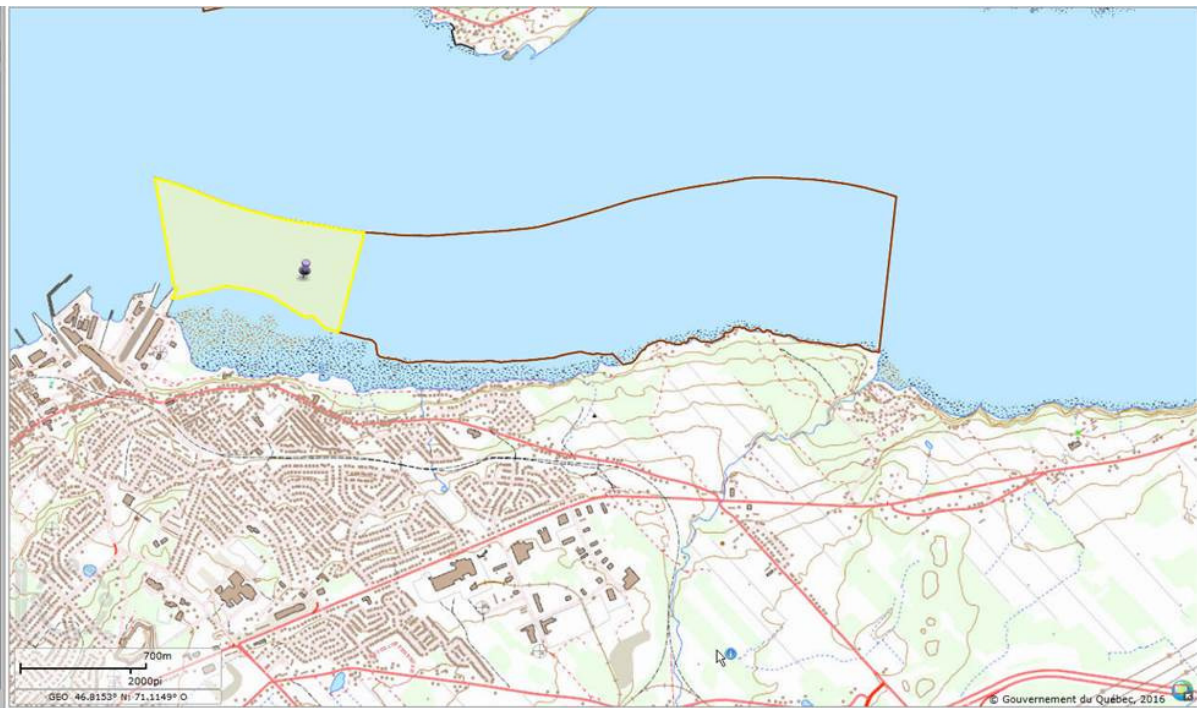 700m
2000pi
GEO 46.8153° N; 71.1149° O
© Gouvernement du Québec, 2016